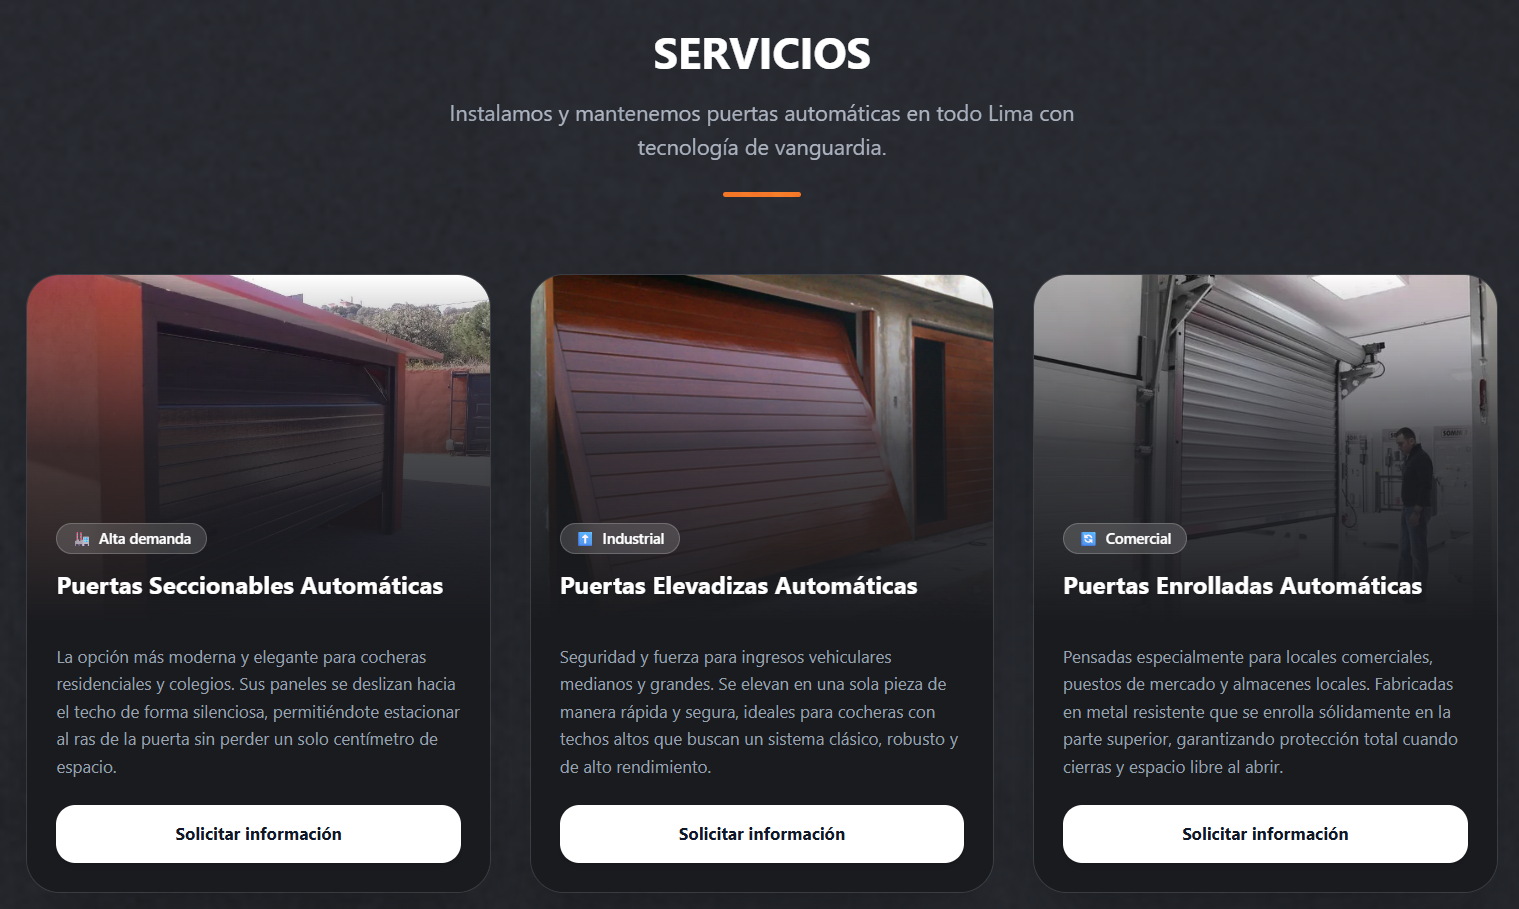 SERVICIOS
Instalamos y mantenemos puertas automáticas en todo Lima con
tecnología de vanguardia.
Alta demanda
Puertas Seccionables Automáticas
La opción más moderna y elegante para cocheras
residenciales y colegios. Sus paneles se deslizan hacia
el techo de forma silenciosa, permitiéndote estacionar
al ras de la puerta sin perder un solo centímetro de
espacio.
Solicitar información
Industrial
Puertas Elevadizas Automáticas
Seguridad y fuerza para ingresos vehiculares
medianos y grandes. Se elevan en una sola pieza de
manera rápida y segura, ideales para cocheras con
techos altos que buscan un sistema clásico, robusto y
de alto rendimiento.
Solicitar información
somfy
Comercial
Puertas Enrolladas Automáticas
Pensadas especialmente para locales comerciales,
puestos de mercado y almacenes locales. Fabricadas
en metal resistente que se enrolla sólidamente en la
parte superior, garantizando protección total cuando
cierras y espacio libre al abrir.
Solicitar información